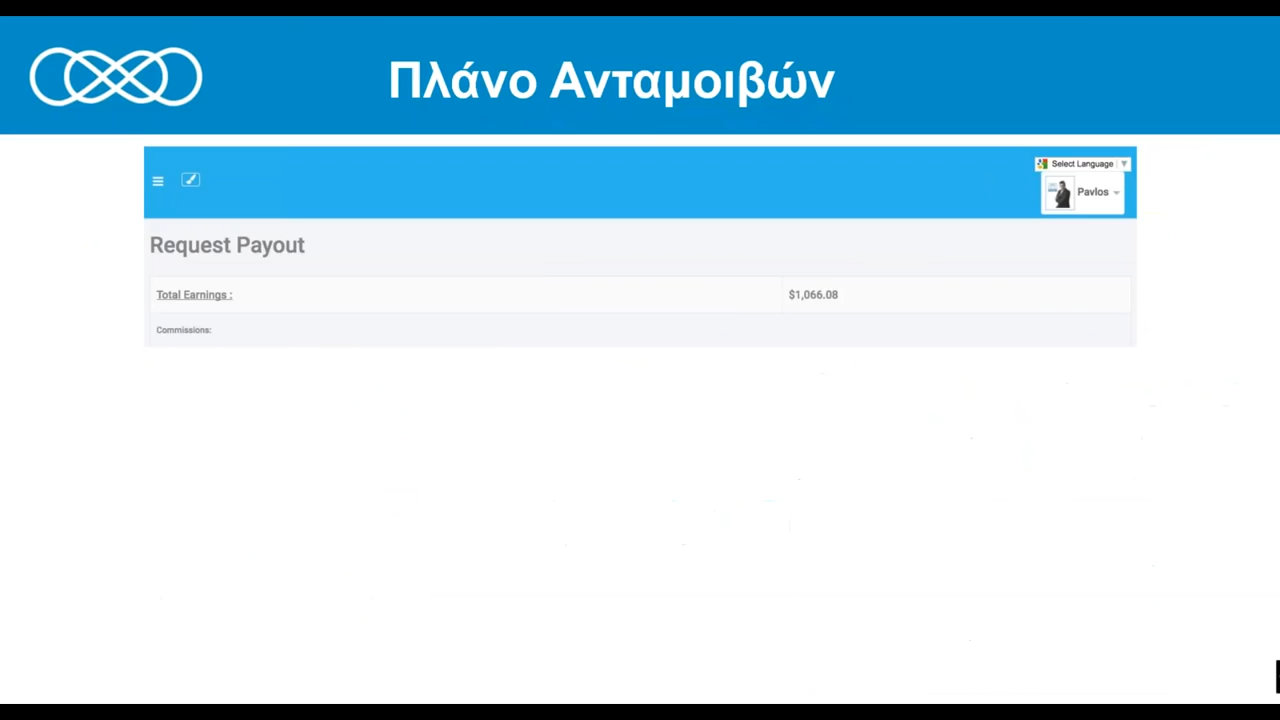 Πλάνο Ανταμοιβών
Select Language
Pavlos
Request Payout
Total Earnings : $1,066.08
Commissions: